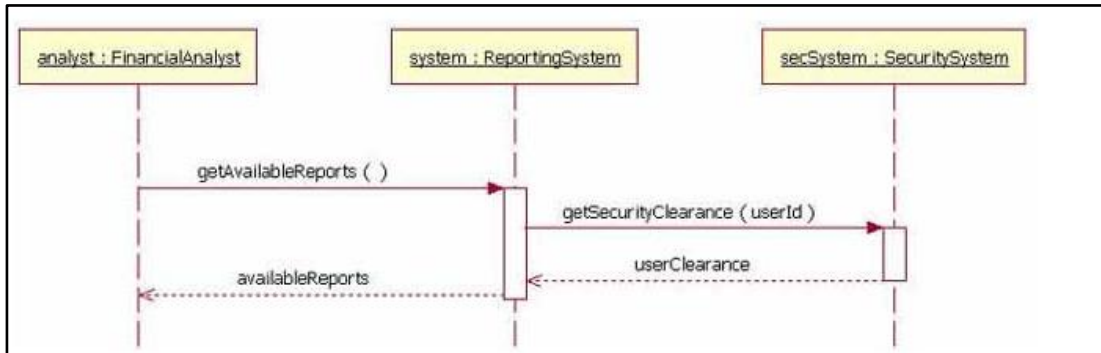 analyst : FinancialAnalyst
system : ReportingSystem
secSystem : SecuritySystem
getAvailableReports ( )
getSecurityClearance ( userId )
userClearance
availableReports